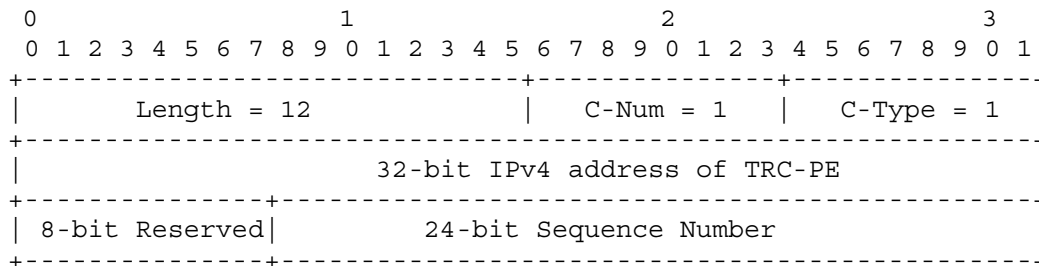 0 1 2 3
0 1 2 3 4 5 6 7 8 9 0 1 2 3 4 5 6 7 8 9 0 1 2 3 4 5 6 7 8 9 0 1
+-------------------------------+---------------+----------------
| Length = 12 | C-Num = 1 | C-Type = 1
+----------------------------------------------------------------
| 32-bit IPv4 address of TRC-PE
+---------------+------------------------------------------------
| 8-bit Reserved| 24-bit Sequence Number
+---------------+------------------------------------------------